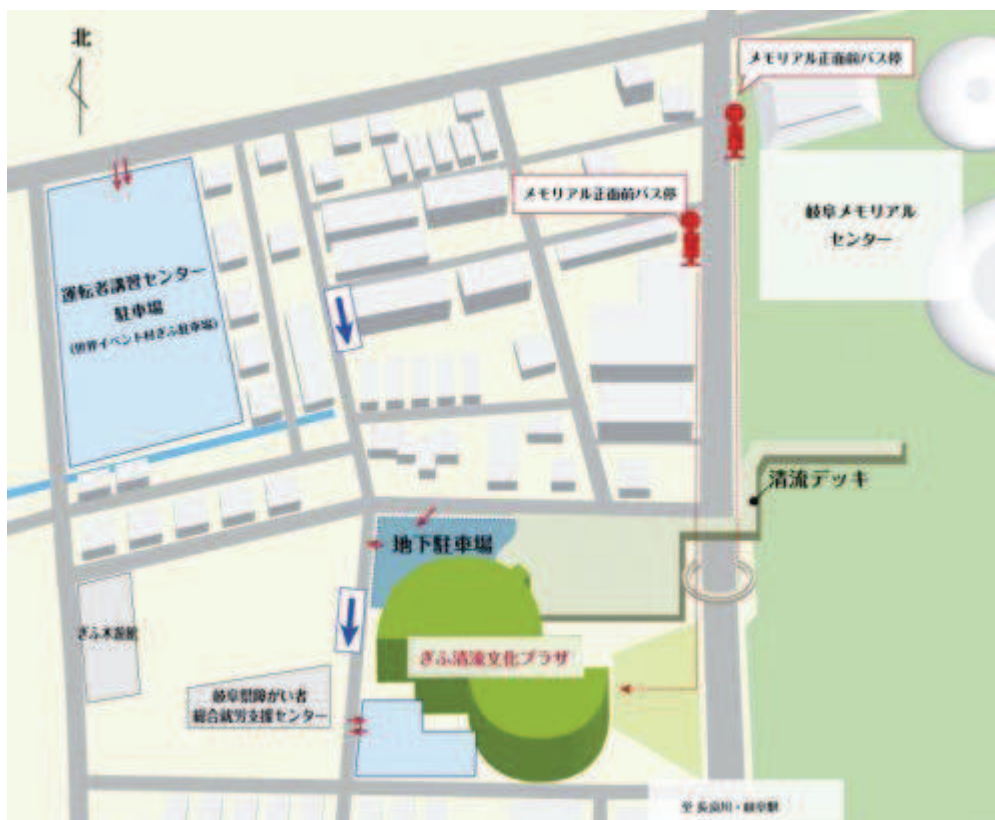 北
メモリアル正面前バス停
メモリアル正面前バス停
岐阜メモリアル
センター
運転者講習センター
駐車場
(世界イベント村ぎふ駐車場)
清流デッキ
地下駐車場
ぎふ木遊館
ぎふ清流文化プラザ
岐阜県障がい者
総合就労支援センター
至 長良川・岐阜駅